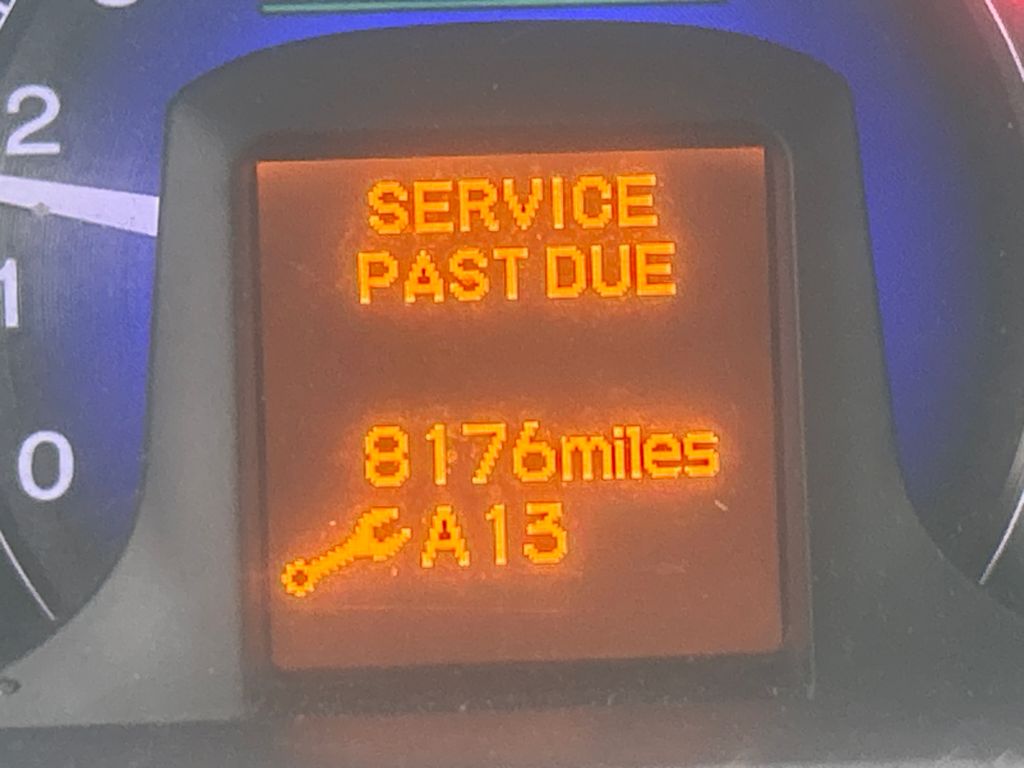 2
1
0
SERVICE
PAST DUE
8176miles
A13